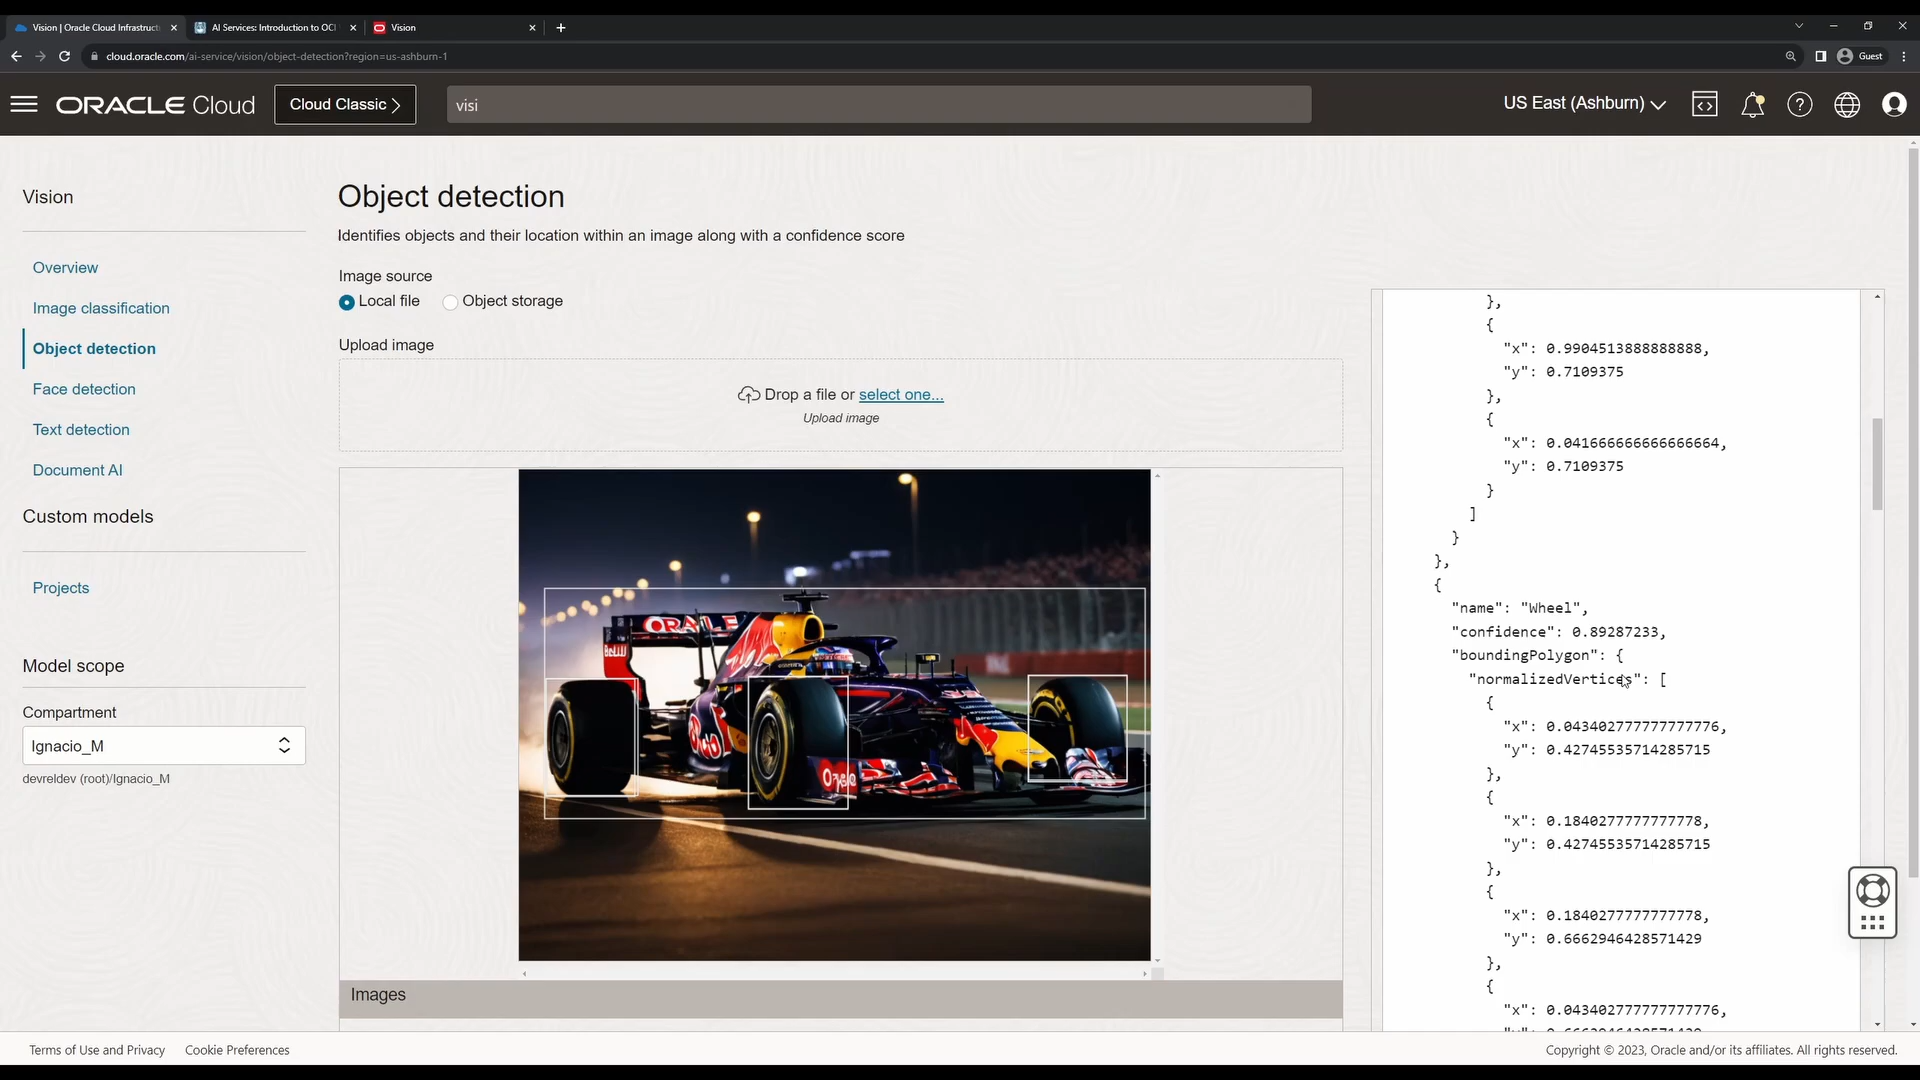 Vision | Oracle Cloud Infrastructu
AI Services: Introduction to OCI
Vision
cloud.oracle.com/ai-service/vision/object-detection?region=us-ashburn-1
Guest
ORACLE Cloud
Cloud Classic >
visi
US East (Ashburn)
Vision
Overview
Image classification
Object detection
Face detection
Text detection
Document AI
Custom models
Projects
Model scope
Compartment
Ignacio_M
devreldev (root)/Ignacio_M
Object detection
Identifies objects and their location within an image along with a confidence score
Image source
Local file
Object storage
Upload image
Drop a file or select one...
Upload image
ORACLE
Images
},
{
"x": 0.9904513888888888,
"y": 0.7109375
},
{
"x": 0.041666666666666664,
"y": 0.7109375
}
]
}
},
{
"name": "Wheel",
"confidence": 0.89287233,
"boundingPolygon": {
"normalizedVertices": [
{
"x": 0.043402777777777776,
"y": 0.42745535714285715
},
{
"x": 0.1840277777777778,
"y": 0.42745535714285715
},
{
"x": 0.1840277777777778,
"y": 0.6662946428571429
},
{
"x": 0.043402777777777776,
Terms of Use and Privacy
Cookie Preferences
Copyright © 2023, Oracle and/or its affiliates. All rights reserved.